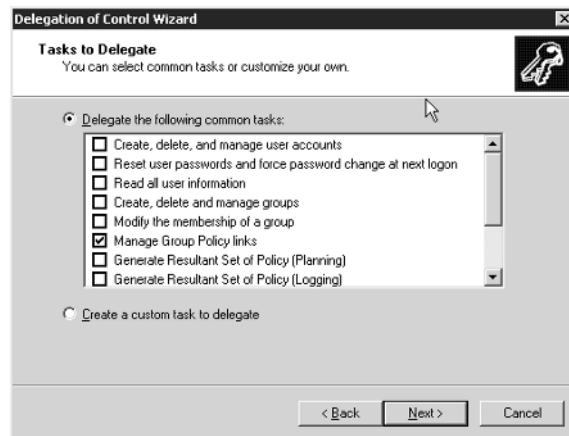 Delegation of Control Wizard
Tasks to Delegate
You can select common tasks or customize your own.
Delegate the following common tasks:
Create, delete, and manage user accounts
Reset user passwords and force password change at next logon
Read all user information
Create, delete and manage groups
Modify the membership of a group
Manage Group Policy links
Generate Resultant Set of Policy (Planning)
Generate Resultant Set of Policy (Logging)
Create a custom task to delegate
< Back Next > Cancel